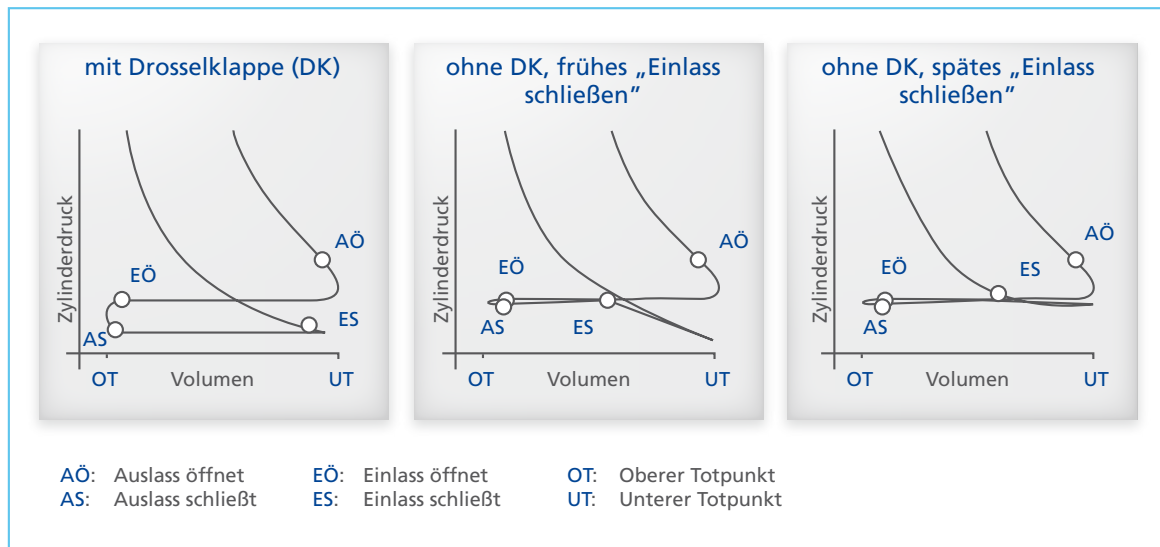 mit Drosselklappe (DK)
Zylinderdruck
AÖ
EÖ
ES
AS
OT
Volumen
UT
ohne DK, frühes „Einlass
schließen”
Zylinderdruck
AÖ
EÖ
AS
ES
OT
Volumen
UT
ohne DK, spätes „Einlass
schließen”
Zylinderdruck
AÖ
EÖ
ES
AS
OT
Volumen
UT
AÖ: Auslass öffnet
AS: Auslass schließt
EÖ: Einlass öffnet
ES: Einlass schließt
OT: Oberer Totpunkt
UT: Unterer Totpunkt